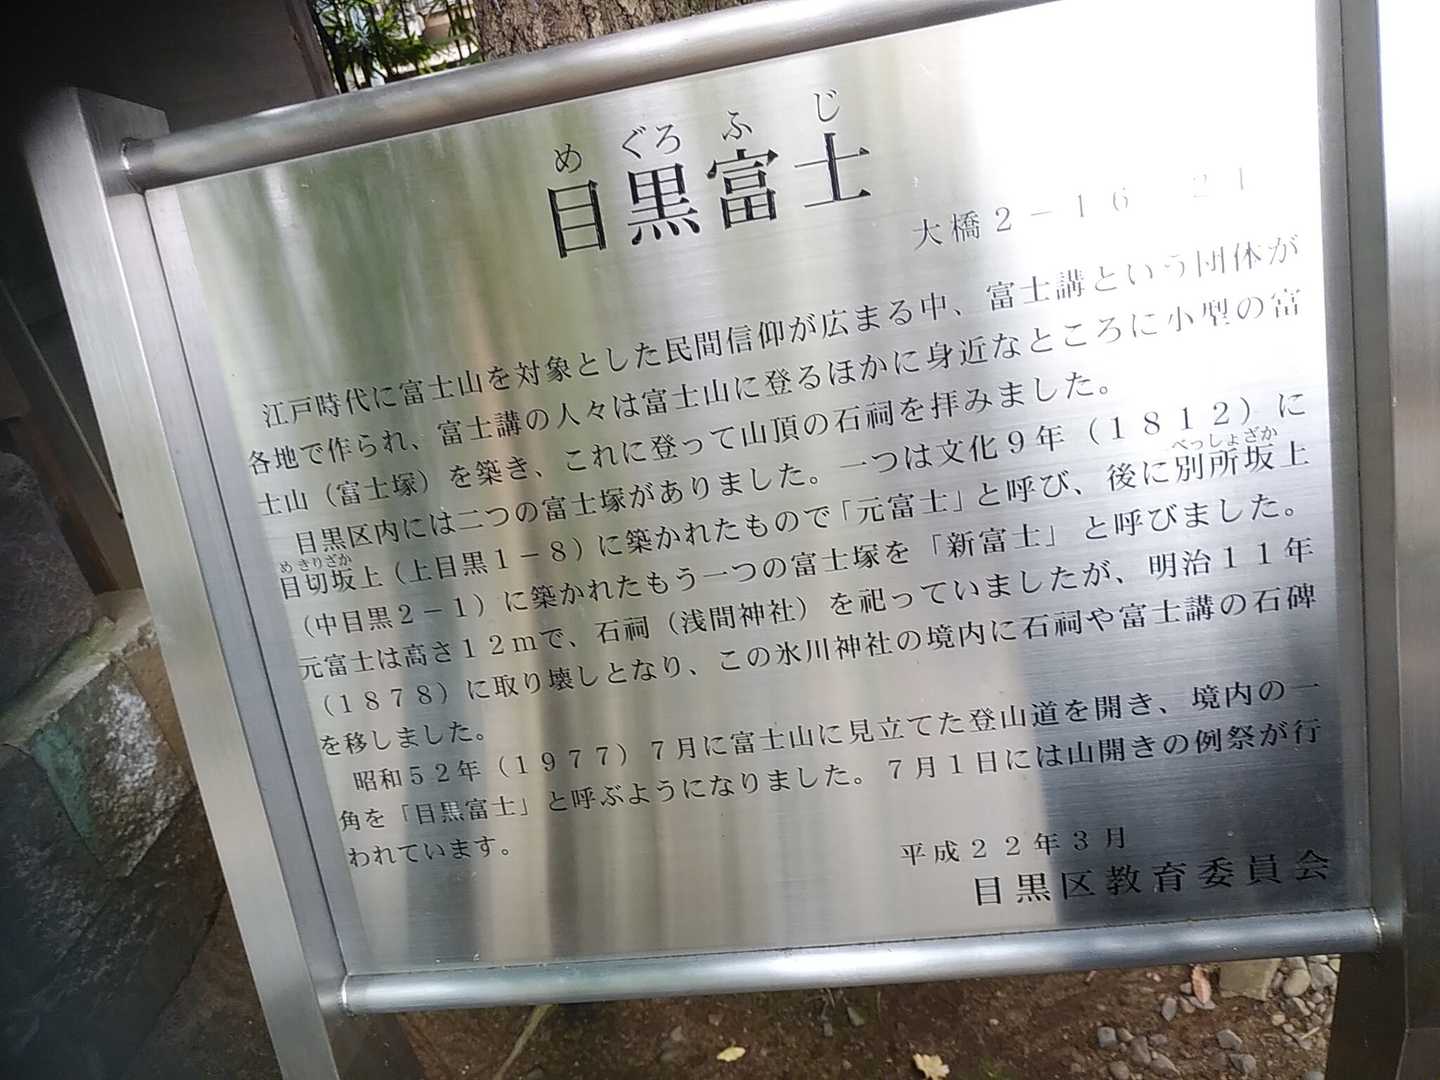 めぐろふじ
目黒富士
大橋2－16－21
江戸時代に富士山を対象とした民間信仰が広まる中、富士講という団体が
各地で作られ、富士講の人々は富士山に登るほかに身近なところに小型の富
士山（富士塚）を築き、これに登って山頂の石祠を拝みました。
目黒区内には二つの富士塚がありました。一つは文化9年（1812）に
めきりざか べっしょざか
目切坂上（上目黒1－8）に築かれたもので「元富士」と呼び、後に別所坂上
（中目黒2－1）に築かれたもう一つの富士塚を「新富士」と呼びました。
元富士は高さ12mで、石祠（浅間神社）を祀っていましたが、明治11年
（1878）に取り壊しとなり、この氷川神社の境内に石祠や富士講の石碑
を移しました。
昭和52年（1977）7月に富士山に見立てた登山道を開き、境内の一
角を「目黒富士」と呼ぶようになりました。7月1日には山開きの例祭が行
われています。
平成22年3月
目黒区教育委員会